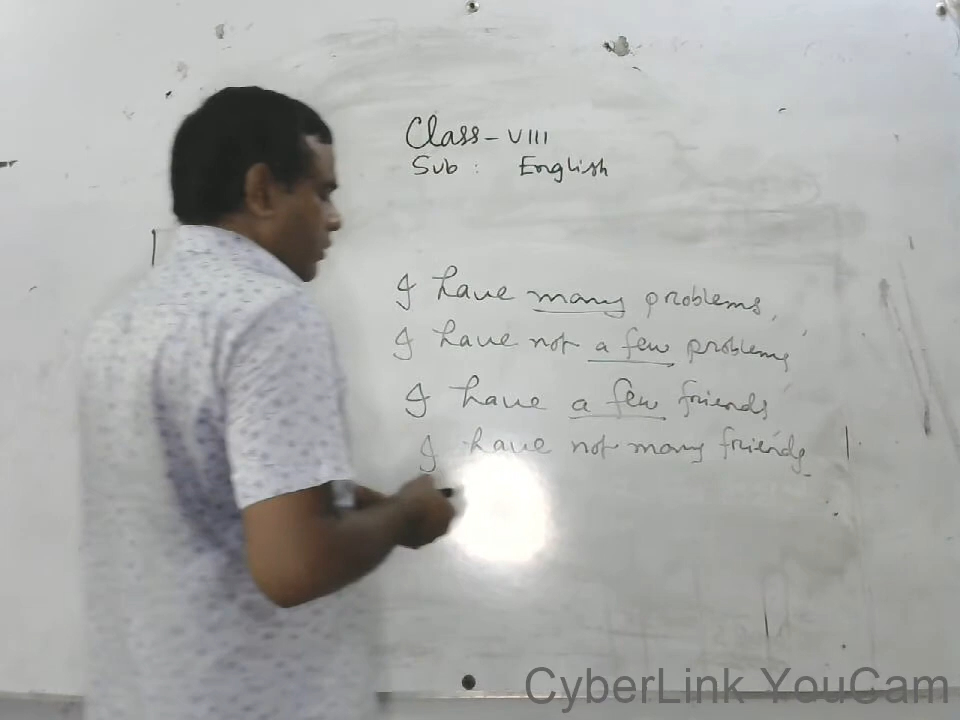 Class - VIII
Sub : English
I have many problems.
I have not a few problems
I have a few friends
I have not many friends
CyberLink YouCam